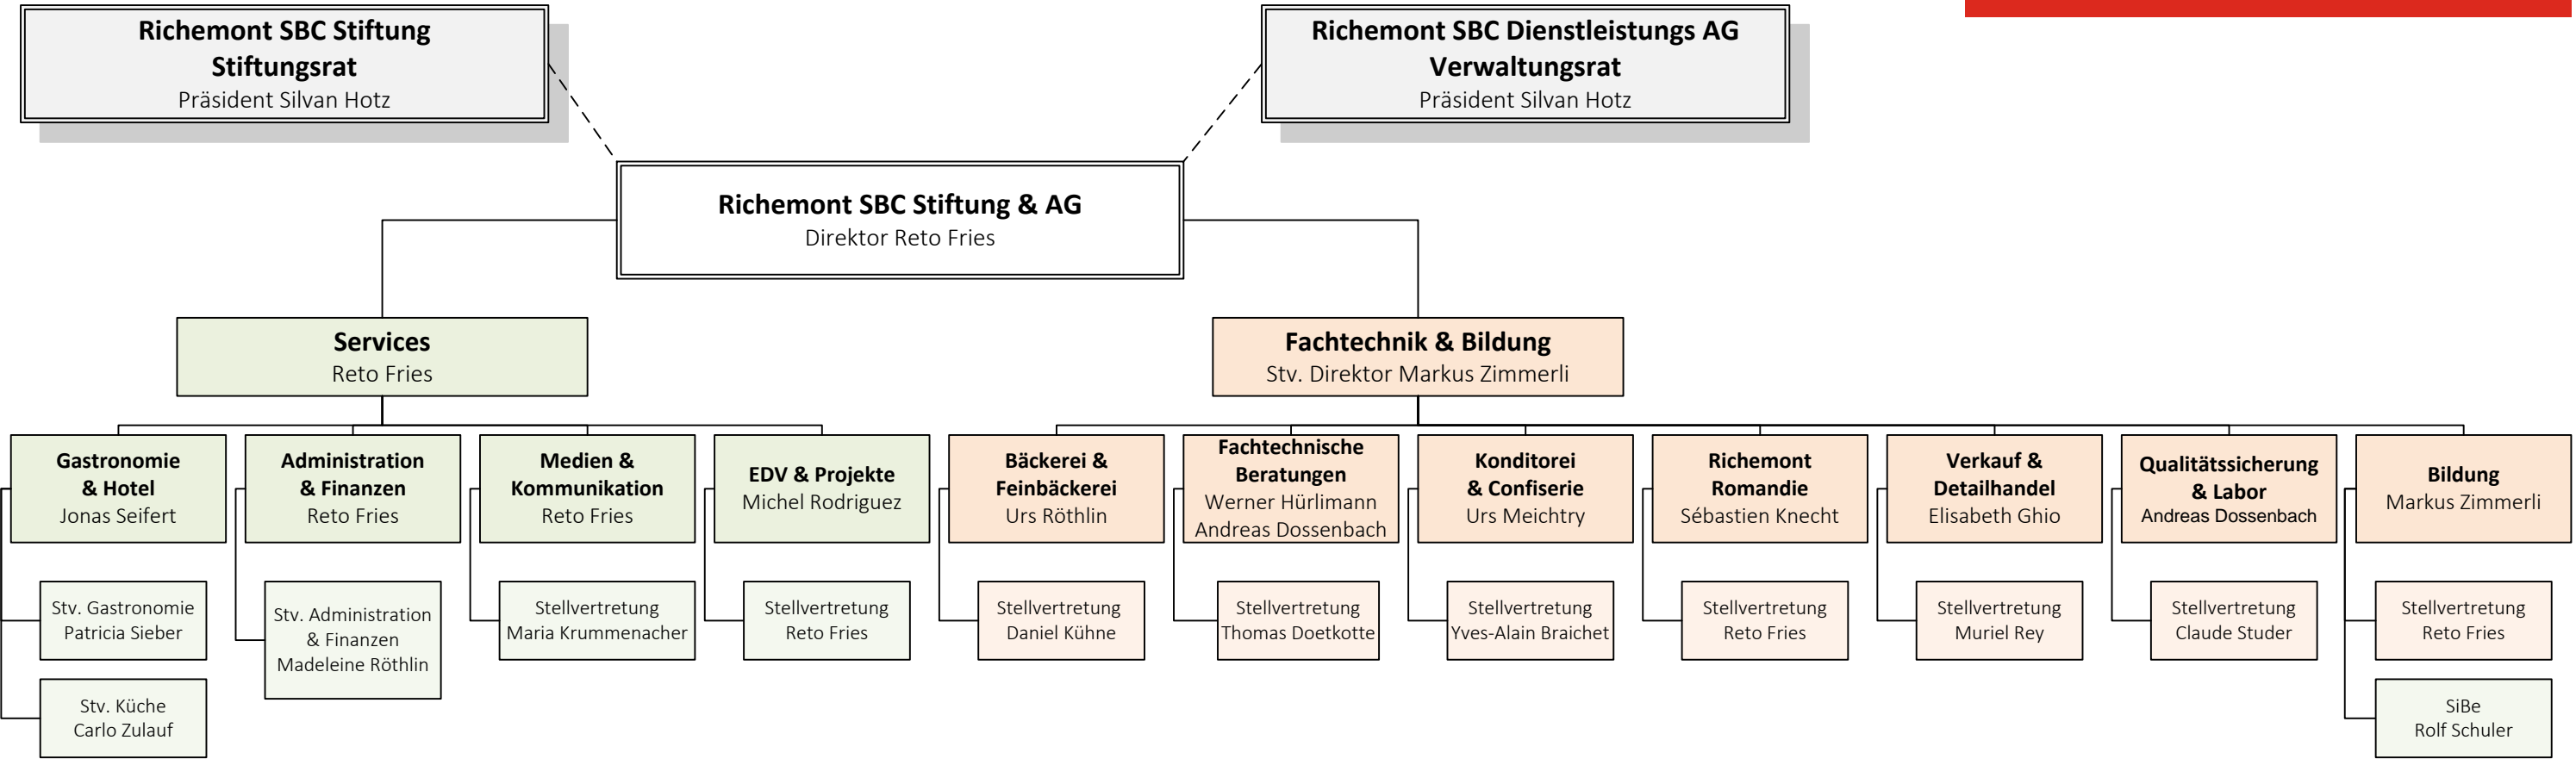 Richemont SBC Stiftung
Stiftungsrat
Präsident Silvan Hotz
Richemont SBC Dienstleistungs AG
Verwaltungsrat
Präsident Silvan Hotz
Richemont SBC Stiftung & AG
Direktor Reto Fries
Services
Reto Fries
Fachtechnik & Bildung
Stv. Direktor Markus Zimmerli
Gastronomie
& Hotel
Jonas Seifert
Administration
& Finanzen
Reto Fries
Medien &
Kommunikation
Reto Fries
EDV & Projekte
Michel Rodriguez
Bäckerei &
Feinbäckerei
Urs Röthlin
Fachtechnische
Beratungen
Werner Hürlimann
Andreas Dossenbach
Konditorei
& Confiserie
Urs Meichtry
Richemont
Romandie
Sébastien Knecht
Verkauf &
Detailhandel
Elisabeth Ghio
Qualitätssicherung
& Labor
Andreas Dossenbach
Bildung
Markus Zimmerli
Stv. Gastronomie
Patricia Sieber
Stv. Administration
& Finanzen
Madeleine Röthlin
Stellvertretung
Maria Krummenacher
Stellvertretung
Reto Fries
Stellvertretung
Daniel Kühne
Stellvertretung
Thomas Doetkotte
Stellvertretung
Yves-Alain Braichet
Stellvertretung
Reto Fries
Stellvertretung
Muriel Rey
Stellvertretung
Claude Studer
Stellvertretung
Reto Fries
Stv. Küche
Carlo Zulauf
SiBe
Rolf Schuler